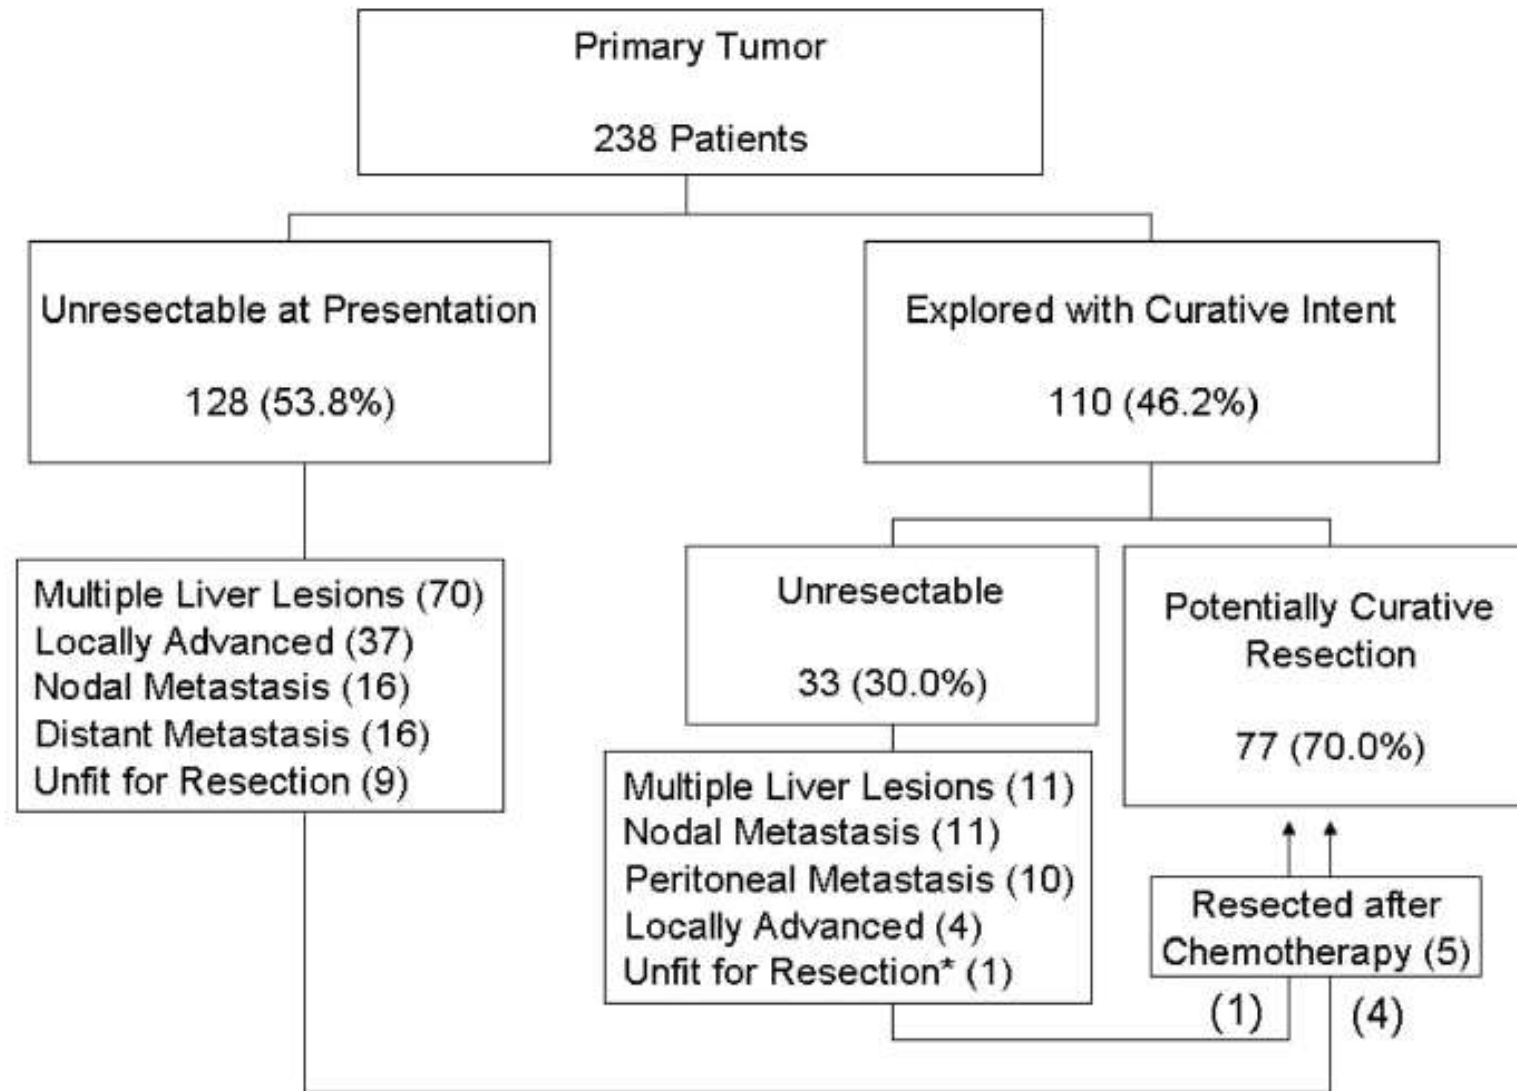 Primary Tumor
238 Patients
Unresectable at Presentation
128 (53.8%)
Explored with Curative Intent
110 (46.2%)
Multiple Liver Lesions (70)
Locally Advanced (37)
Nodal Metastasis (16)
Distant Metastasis (16)
Unfit for Resection (9)
Unresectable
33 (30.0%)
Potentially Curative
Resection
77 (70.0%)
Multiple Liver Lesions (11)
Nodal Metastasis (11)
Peritoneal Metastasis (10)
Locally Advanced (4)
Unfit for Resection* (1)
Resected after
Chemotherapy (5)
(1)
(4)